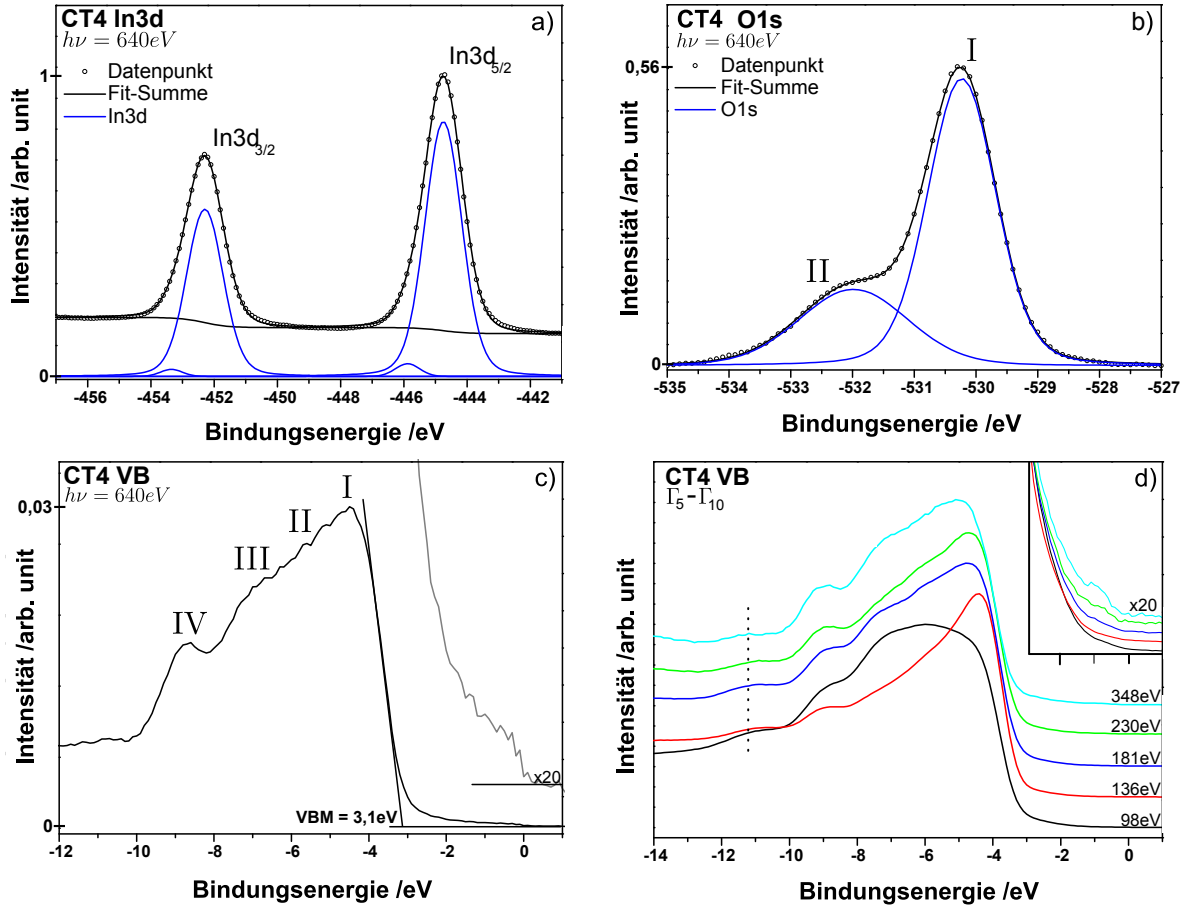 CT4 In3d
a)
hν = 640eV
Datenpunkt
Fit-Summe
In3d
In3d5/2
In3d3/2
1
0
Intensität /arb. unit
-456 -454 -452 -450 -448 -446 -444 -442
Bindungsenergie /eV
CT4 O1s
b)
hν = 640eV
Datenpunkt
Fit-Summe
O1s
I
II
0,56
0
Intensität /arb. unit
-535 -534 -533 -532 -531 -530 -529 -528 -527
Bindungsenergie /eV
CT4 VB
c)
hν = 640eV
I
II
III
IV
0,03
0
x20
VBM = 3,1eV
Intensität /arb. unit
-12 -10 -8 -6 -4 -2 0
Bindungsenergie /eV
CT4 VB
d)
Γ5-Γ10
x20
348eV
230eV
181eV
136eV
98eV
Intensität /arb. unit
-14 -12 -10 -8 -6 -4 -2 0
Bindungsenergie /eV